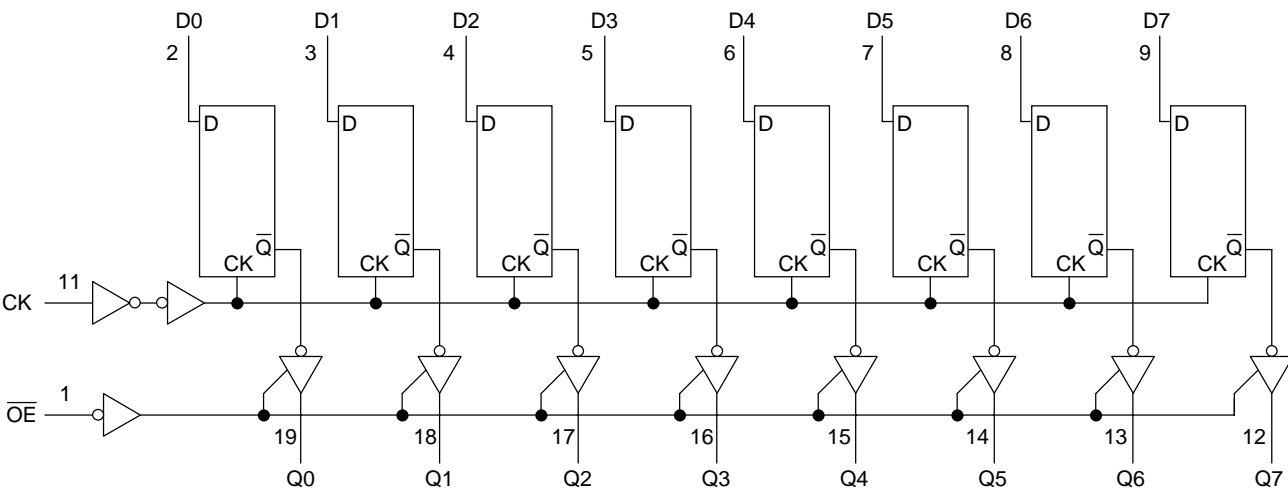 D0 D1 D2 D3 D4 D5 D6 D7
2 3 4 5 6 7 8 9
D D D D D D D D
Q̅ Q̅ Q̅ Q̅ Q̅ Q̅ Q̅ Q̅
CK CK CK CK CK CK CK CK
CK 11
O̅E̅ 1
19 18 17 16 15 14 13 12
Q0 Q1 Q2 Q3 Q4 Q5 Q6 Q7